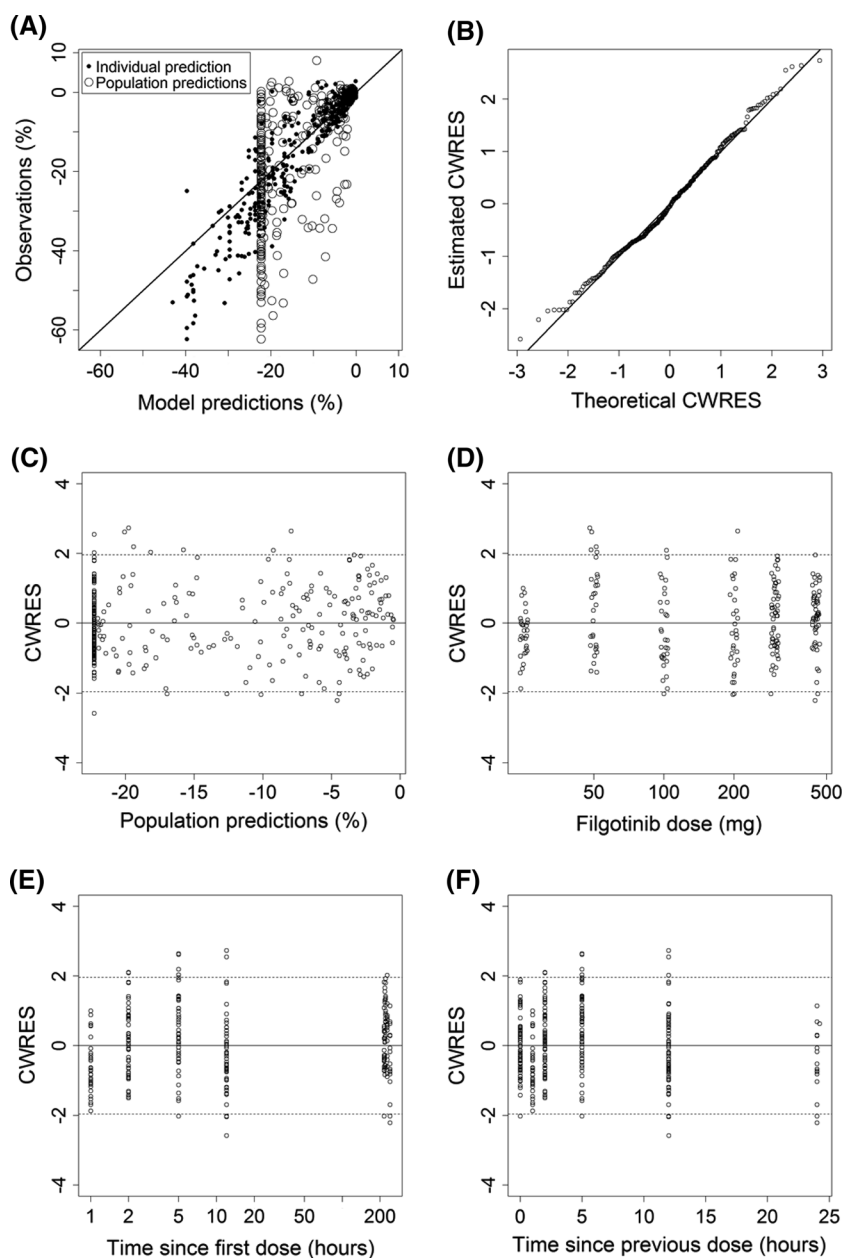 (A)
10
0
-20
-40
-60
Observations (%)
Individual prediction
Population predictions
-60 -40 -20 0 10
Model predictions (%)
(B)
2
1
0
-1
-2
Estimated CWRES
-3 -2 -1 0 1 2 3
Theoretical CWRES
(C)
4
2
0
-2
-4
CWRES
-20 -15 -10 -5 0
Population predictions (%)
(D)
4
2
0
-2
-4
CWRES
50 100 200 500
Filgotinib dose (mg)
(E)
4
2
0
-2
-4
CWRES
1 2 5 10 20 50 200
Time since first dose (hours)
(F)
4
2
0
-2
-4
CWRES
0 5 10 15 20 25
Time since previous dose (hours)